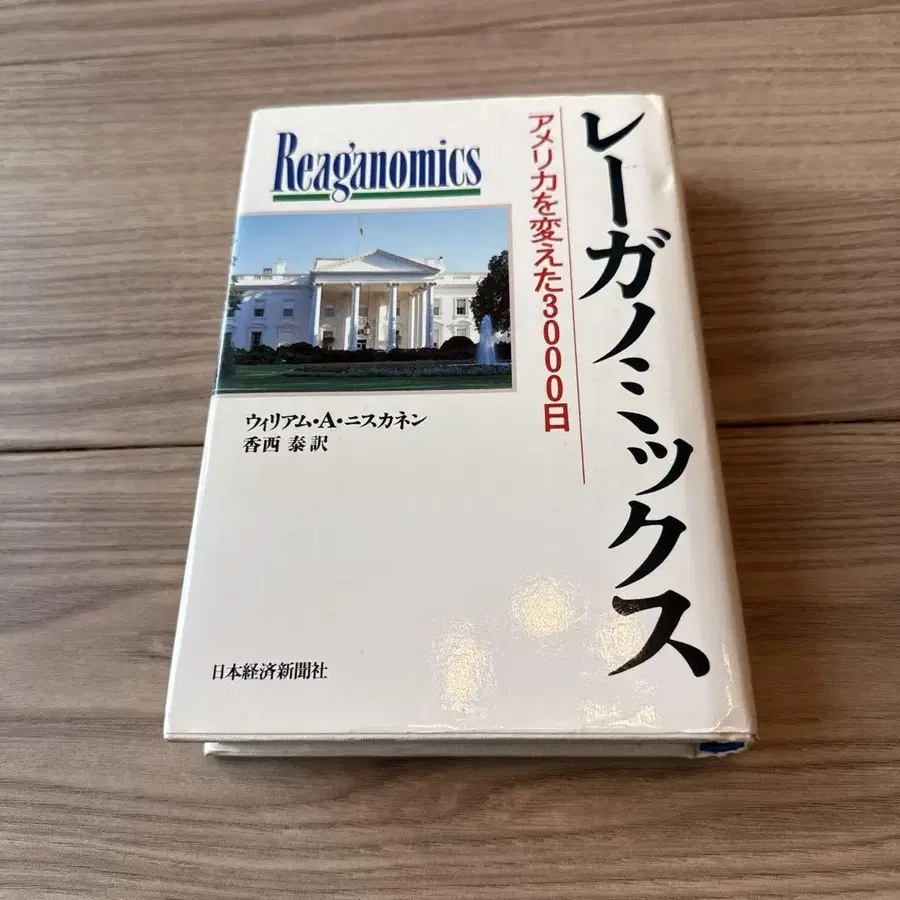 レーガノミックス
アメリカを変えた3000日
Reaganomics
ウィリアム・A・ニスカネン
香西 泰訳
日本経済新聞社